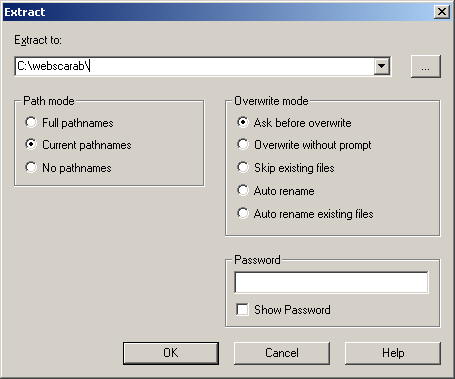 Extract
Extract to:
C:\webscarab\
...
Path mode
Full pathnames
Current pathnames
No pathnames
Overwrite mode
Ask before overwrite
Overwrite without prompt
Skip existing files
Auto rename
Auto rename existing files
Password
Show Password
OK
Cancel
Help